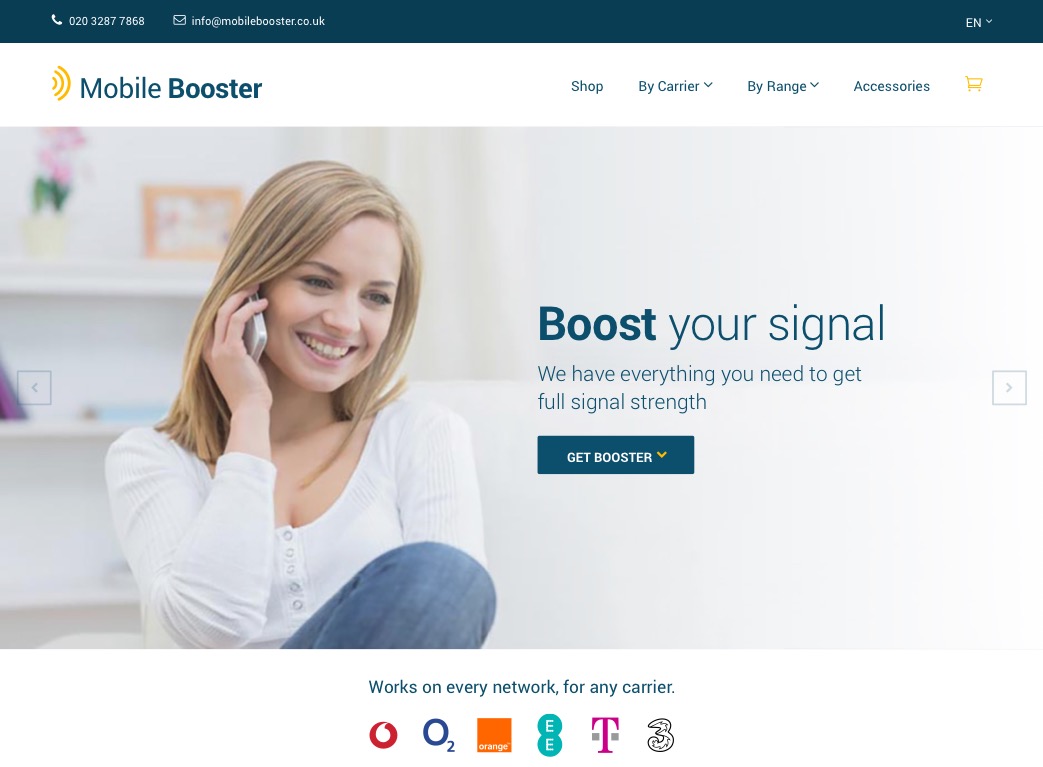 020 3287 7868
info@mobilebooster.co.uk
EN
Mobile Booster
Shop
By Carrier
By Range
Accessories
Boost your signal
We have everything you need to get
full signal strength
GET BOOSTER
Works on every network, for any carrier.
O2
orange™
EE
T
3